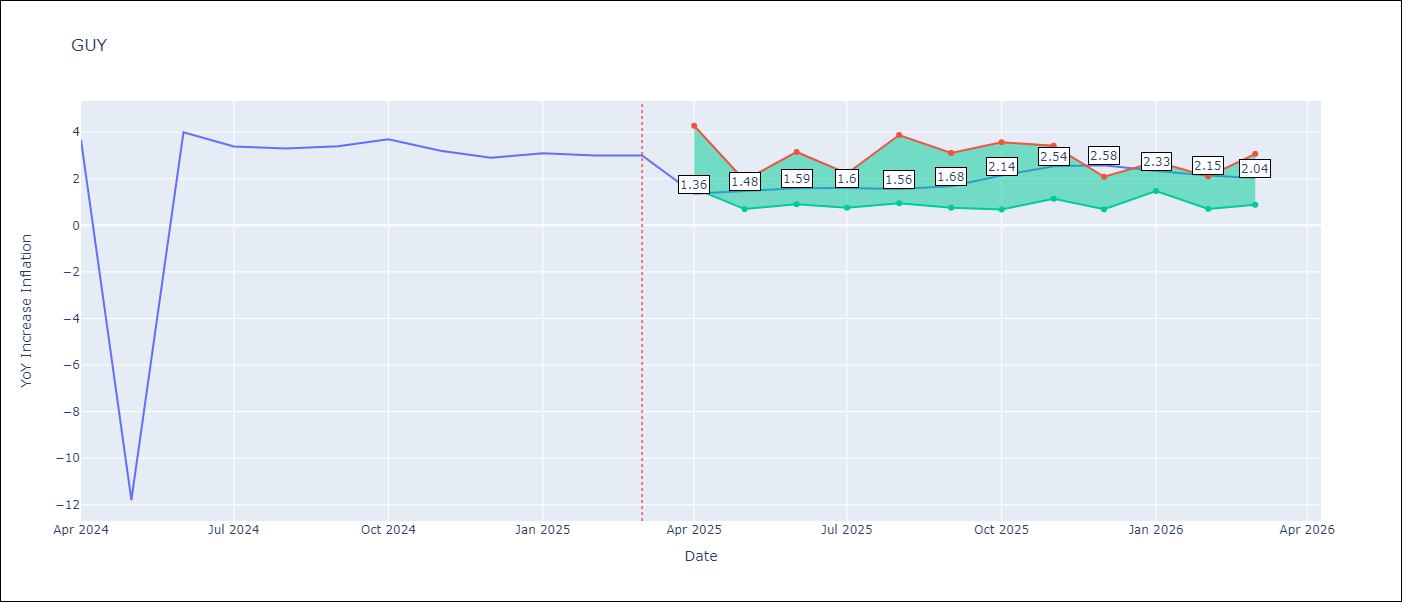 GUY
YoY Increase Inflation
4
2
0
−2
−4
−6
−8
−10
−12
1.36
1.48
1.59
1.6
1.56
1.68
2.14
2.54
2.58
2.33
2.15
2.04
Apr 2024
Jul 2024
Oct 2024
Jan 2025
Apr 2025
Jul 2025
Oct 2025
Jan 2026
Apr 2026
Date